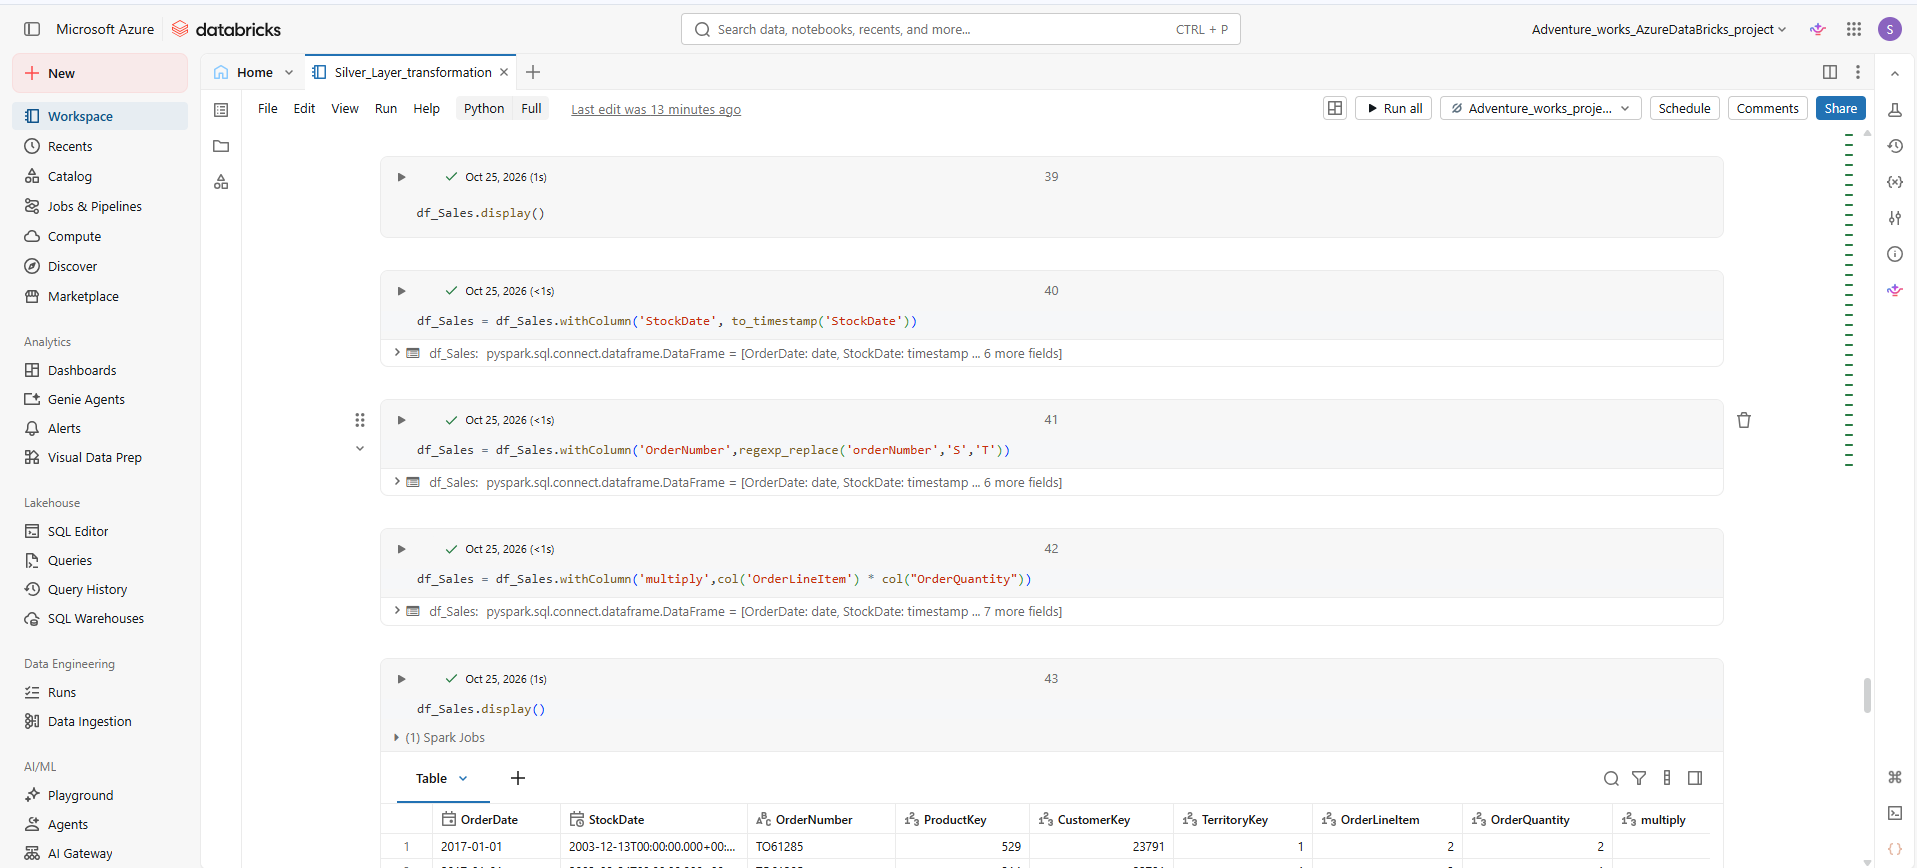 Microsoft Azure databricks Search data, notebooks, recents, and more... CTRL + P Adventure_works_AzureDataBricks_project S
New
Workspace
Recents
Catalog
Jobs & Pipelines
Compute
Discover
Marketplace
Analytics
Dashboards
Genie Agents
Alerts
Visual Data Prep
Lakehouse
SQL Editor
Queries
Query History
SQL Warehouses
Data Engineering
Runs
Data Ingestion
AI/ML
Playground
Agents
AI Gateway
Home Silver_Layer_transformation
File Edit View Run Help Python Full Last edit was 13 minutes ago Run all Adventure_works_proje... Schedule Comments Share
Oct 25, 2026 (1s) 39
df_Sales.display()
Oct 25, 2026 (<1s) 40
df_Sales = df_Sales.withColumn('StockDate', to_timestamp('StockDate'))
df_Sales: pyspark.sql.connect.dataframe.DataFrame = [OrderDate: date, StockDate: timestamp ... 6 more fields]
Oct 25, 2026 (<1s) 41
df_Sales = df_Sales.withColumn('OrderNumber',regexp_replace('orderNumber','S','T'))
df_Sales: pyspark.sql.connect.dataframe.DataFrame = [OrderDate: date, StockDate: timestamp ... 6 more fields]
Oct 25, 2026 (<1s) 42
df_Sales = df_Sales.withColumn('multiply',col('OrderLineItem') * col("OrderQuantity"))
df_Sales: pyspark.sql.connect.dataframe.DataFrame = [OrderDate: date, StockDate: timestamp ... 7 more fields]
Oct 25, 2026 (1s) 43
df_Sales.display()
(1) Spark Jobs
Table
OrderDate StockDate OrderNumber ProductKey CustomerKey TerritoryKey OrderLineItem OrderQuantity multiply
1 2017-01-01 2003-12-13T00:00:00.000+00:... TO61285 529 23791 1 2 2